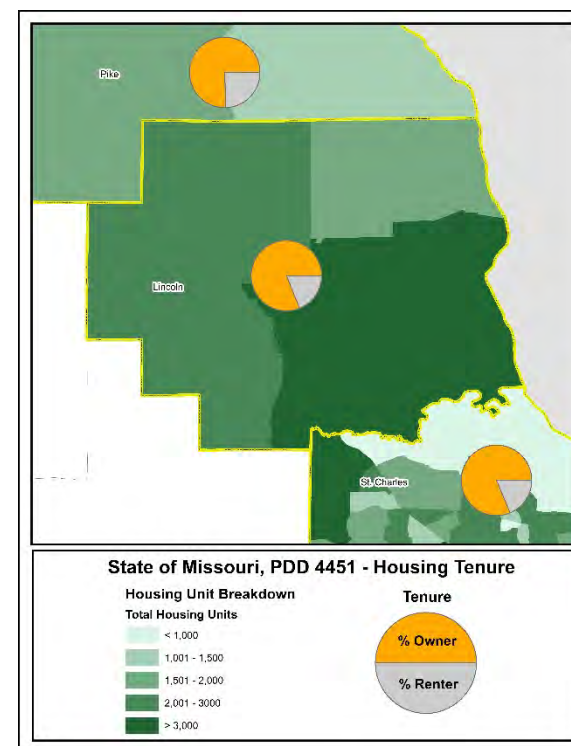 Pike
Lincoln
St. Charles
State of Missouri, PDD 4451 - Housing Tenure
Housing Unit Breakdown
Total Housing Units
< 1,000
1,001 - 1,500
1,501 - 2,000
2,001 - 3000
> 3,000
Tenure
% Owner
% Renter